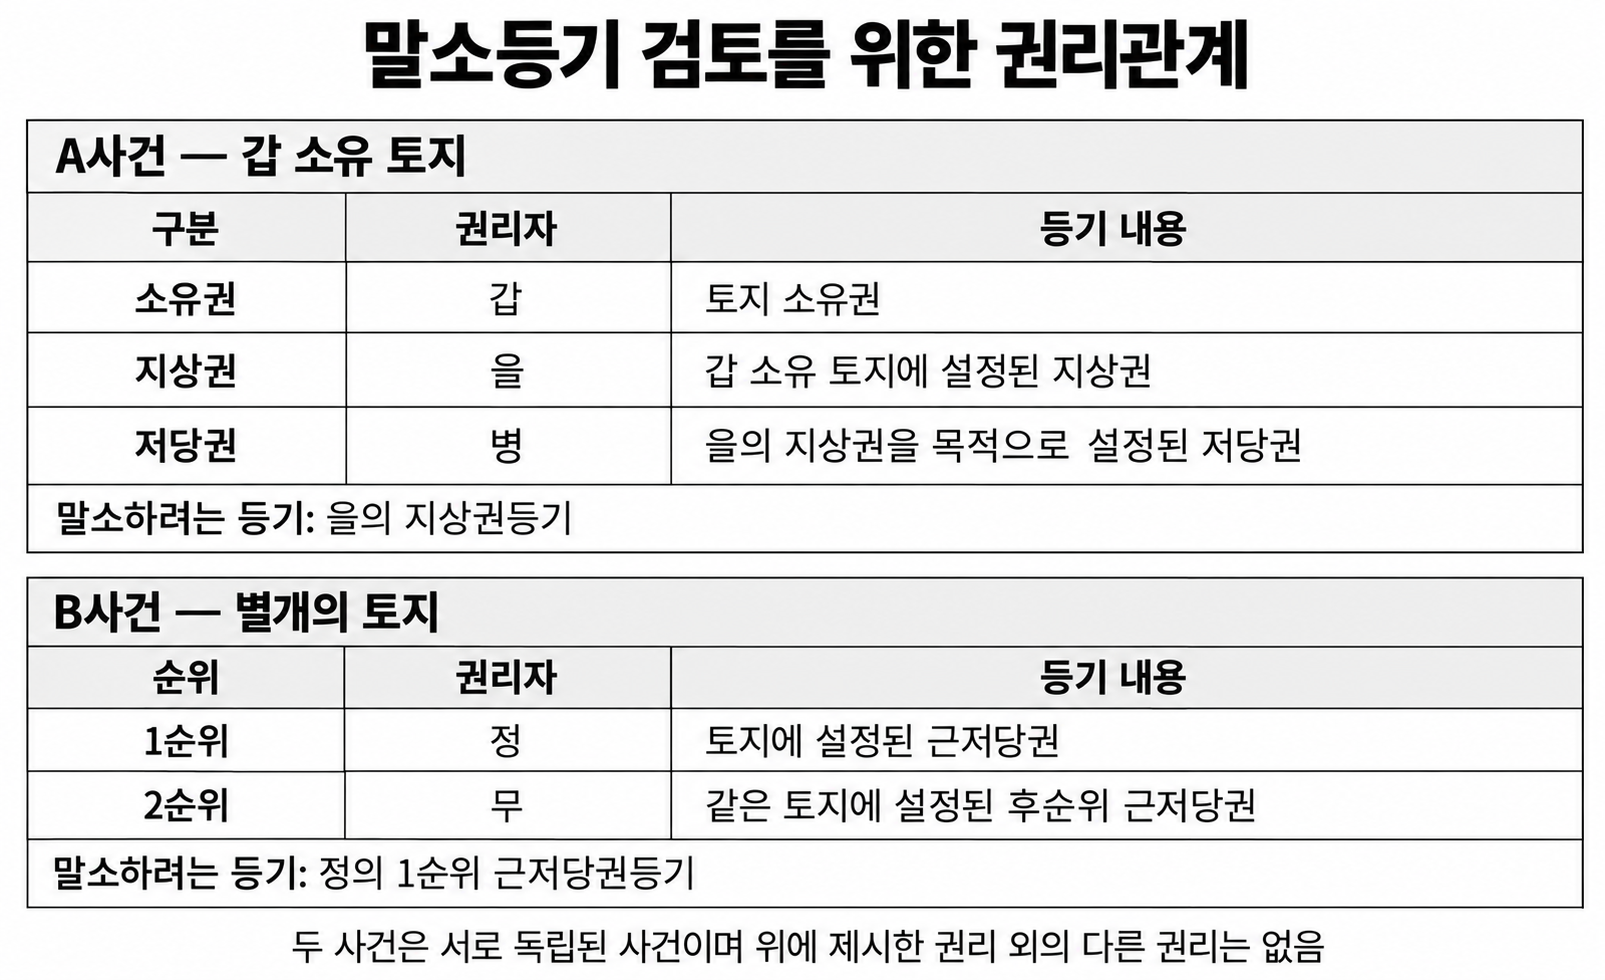 말소등기 검토를 위한 권리관계
A사건 — 갑 소유 토지
구분 권리자 등기 내용
소유권 갑 토지 소유권
지상권 을 갑 소유 토지에 설정된 지상권
저당권 병 을의 지상권을 목적으로 설정된 저당권
말소하려는 등기: 을의 지상권등기
B사건 — 별개의 토지
순위 권리자 등기 내용
1순위 정 토지에 설정된 근저당권
2순위 무 같은 토지에 설정된 후순위 근저당권
말소하려는 등기: 정의 1순위 근저당권등기
두 사건은 서로 독립된 사건이며 위에 제시한 권리 외의 다른 권리는 없음